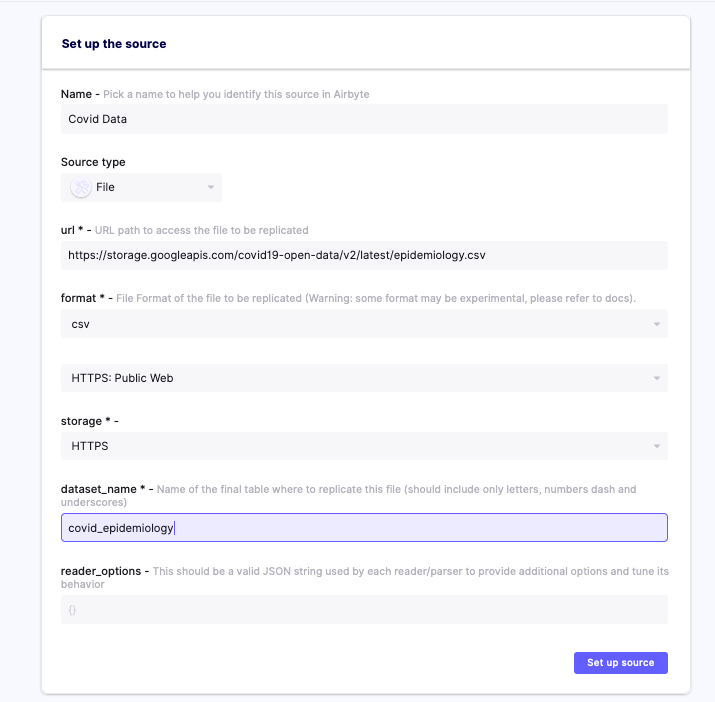 Set up the source
Name - Pick a name to help you identify this source in Airbyte
Covid Data
Source type
File
url * - URL path to access the file to be replicated
https://storage.googleapis.com/covid19-open-data/v2/latest/epidemiology.csv
format * - File Format of the file to be replicated (Warning: some format may be experimental, please refer to docs).
csv
HTTPS: Public Web
storage * -
HTTPS
dataset_name * - Name of the final table where to replicate this file (should include only letters, numbers dash and
underscores)
covid_epidemiology
reader_options - This should be a valid JSON string used by each reader/parser to provide additional options and tune its
behavior
{}
Set up source